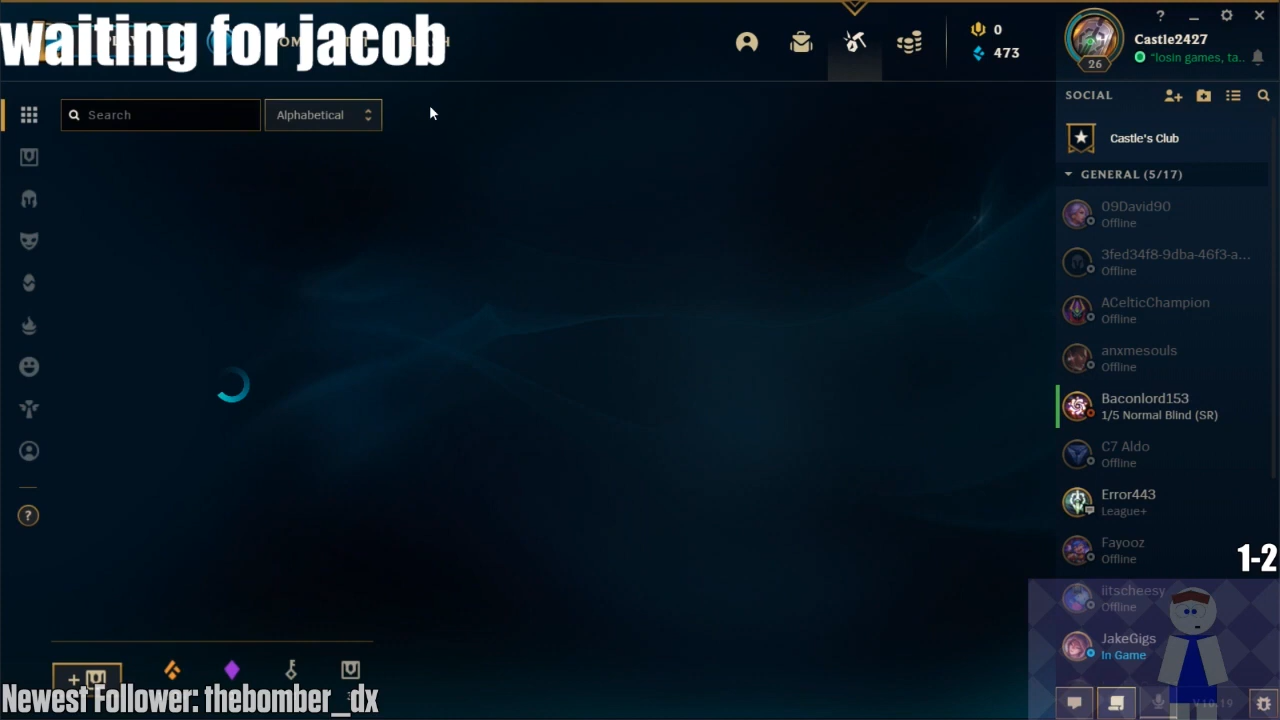 waiting for jacob
0
473
26
Castle2427
"losin games, ta..
Search
Alphabetical
SOCIAL
Castle's Club
GENERAL (5/17)
09David90
Offline
3fed34f8-9dba-46f3-a...
Offline
ACelticChampion
Offline
anxmesouls
Offline
Baconlord153
1/5 Normal Blind (SR)
C7 Aldo
Offline
Error443
League+
Fayooz
Offline
1-2
iitscheesy
Offline
JakeGigs
In Game
V10.19
Newest Follower: thebomber_dx